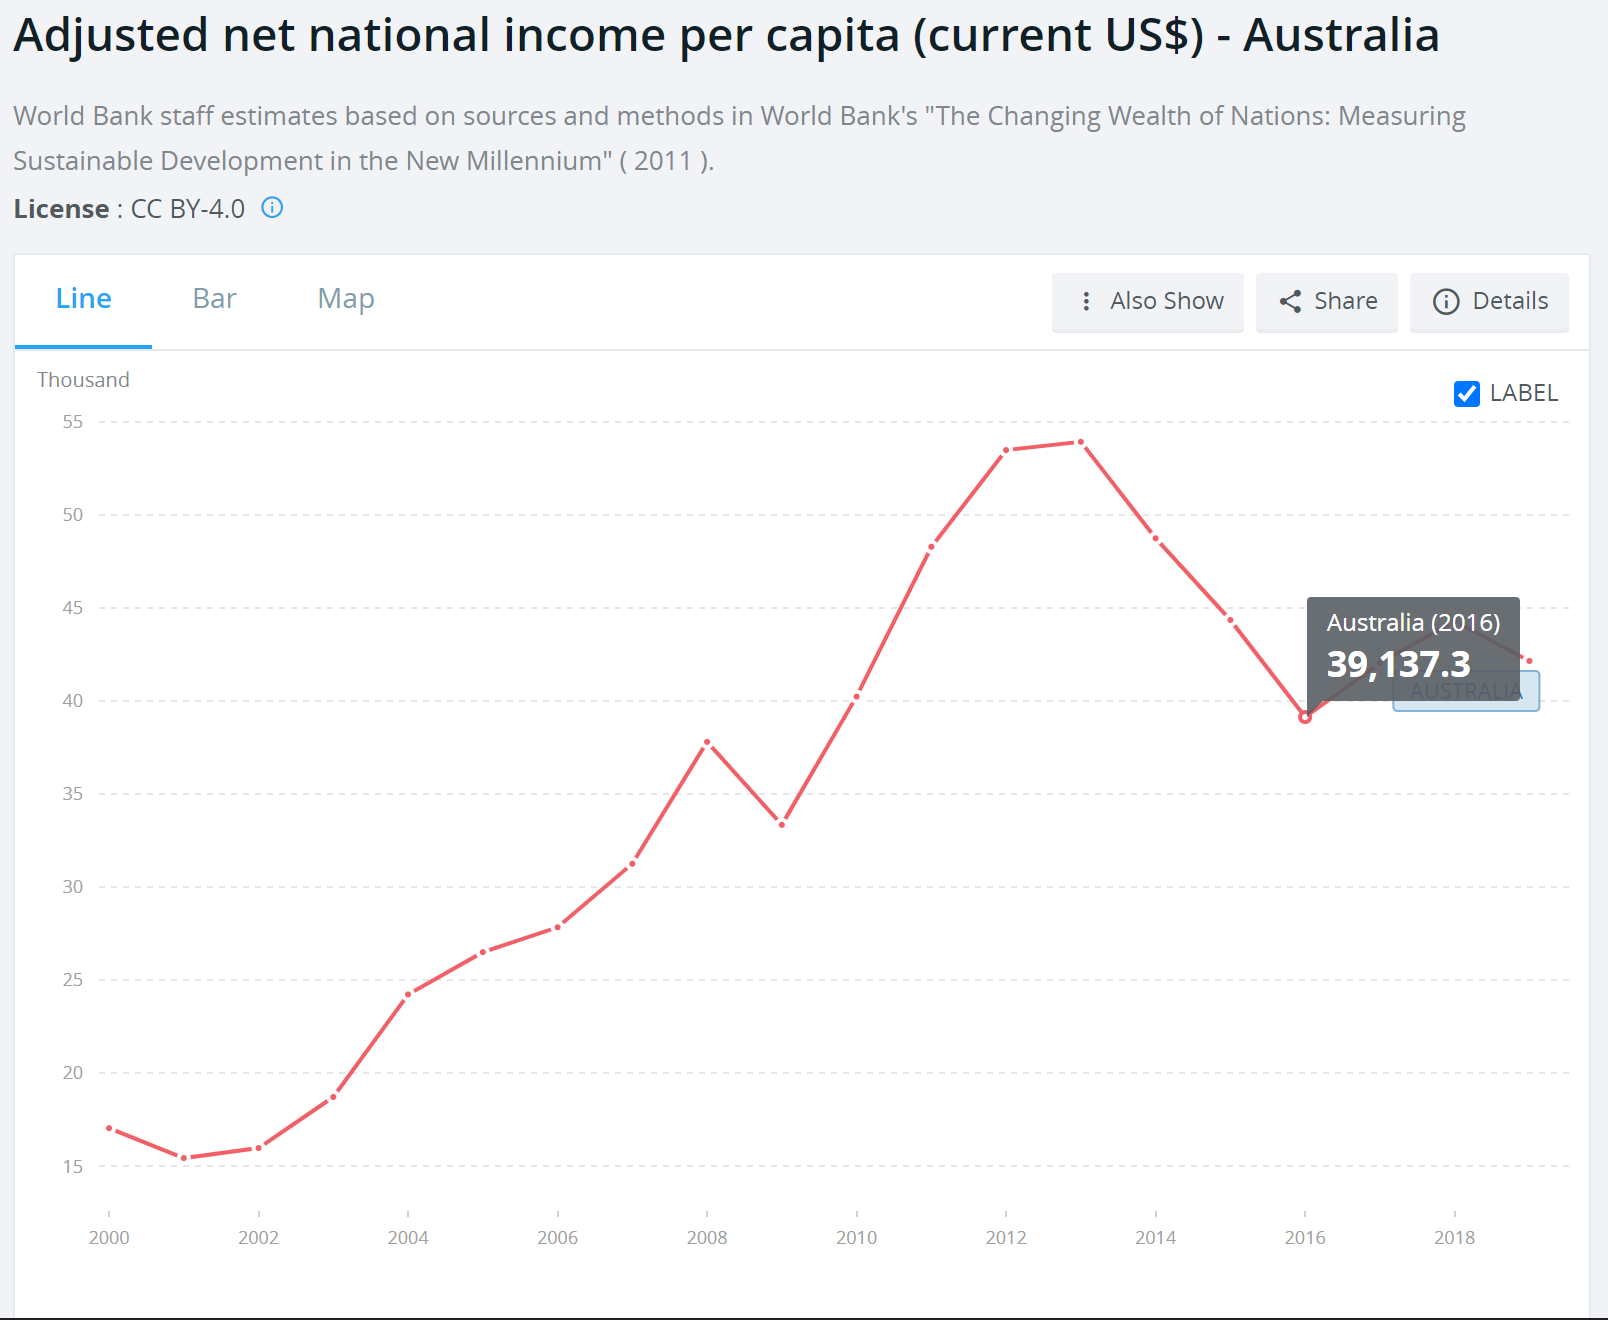 Adjusted net national income per capita (current US$) - Australia
World Bank staff estimates based on sources and methods in World Bank's "The Changing Wealth of Nations: Measuring
Sustainable Development in the New Millennium" ( 2011 ).
License : CC BY-4.0
Line Bar Map Also Show Share Details
Thousand
LABEL
55
50
45
Australia (2016)
39,137.3
AUSTRALIA
40
35
30
25
20
15
2000 2002 2004 2006 2008 2010 2012 2014 2016 2018